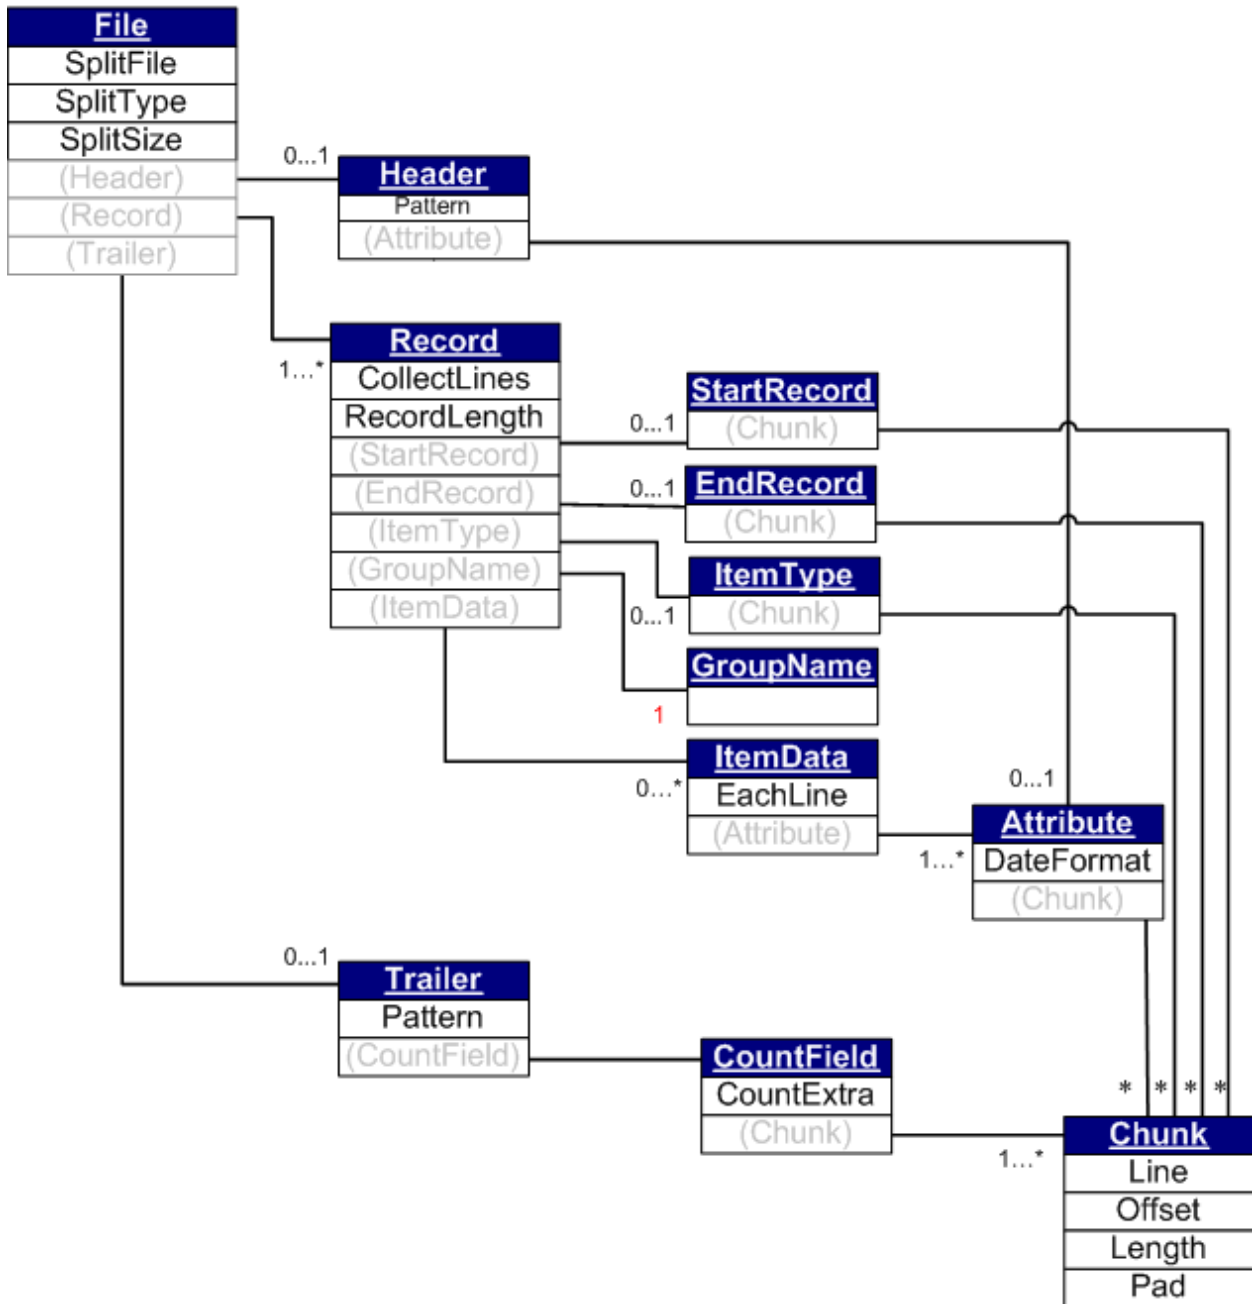 File
SplitFile
SplitType
SplitSize
(Header)
(Record)
(Trailer)
0...1
Header
Pattern
(Attribute)
1...*
Record
CollectLines
RecordLength
(StartRecord)
(EndRecord)
(ItemType)
(GroupName)
(ItemData)
0...1
StartRecord
(Chunk)
0...1
EndRecord
(Chunk)
0...1
ItemType
(Chunk)
1
GroupName
0...*
ItemData
EachLine
(Attribute)
0...1
1...*
Attribute
DateFormat
(Chunk)
0...1
Trailer
Pattern
(CountField)
CountField
CountExtra
(Chunk)
* * * *
1...*
Chunk
Line
Offset
Length
Pad